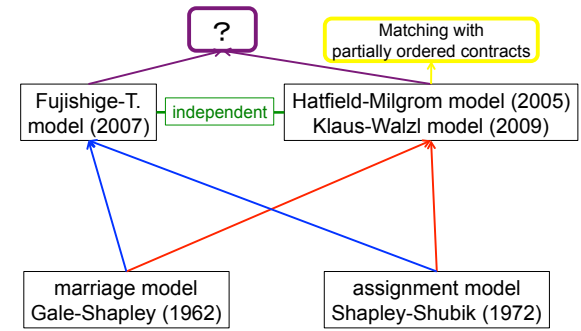 ?
Matching with
partially ordered contracts
Fujishige-T.
model (2007)
independent
Hatfield-Milgrom model (2005)
Klaus-Walzl model (2009)
marriage model
Gale-Shapley (1962)
assignment model
Shapley-Shubik (1972)